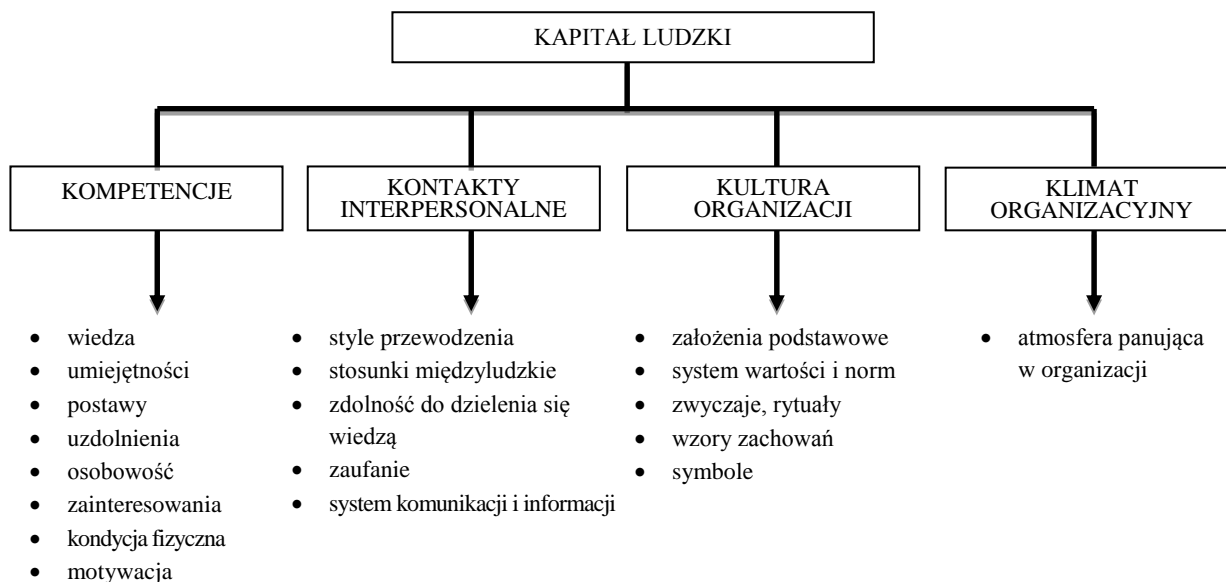 KAPITAŁ LUDZKI
KOMPETENCJE
KONTAKTY
INTERPERSONALNE
KULTURA
ORGANIZACJI
KLIMAT
ORGANIZACYJNY
• wiedza
• umiejętności
• postawy
• uzdolnienia
• osobowość
• zainteresowania
• kondycja fizyczna
• motywacja
• style przewodzenia
• stosunki międzyludzkie
• zdolność do dzielenia się
wiedzą
• zaufanie
• system komunikacji i informacji
• założenia podstawowe
• system wartości i norm
• zwyczaje, rytuały
• wzory zachowań
• symbole
• atmosfera panująca
w organizacji